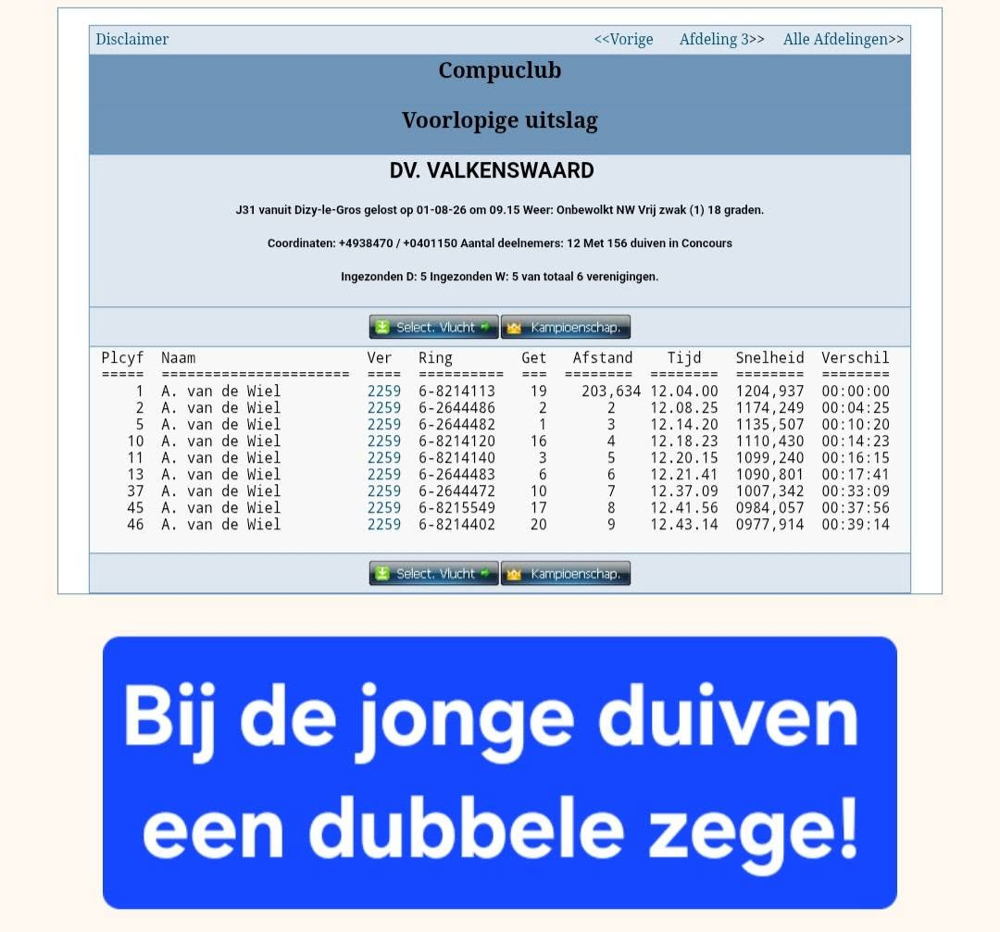 Disclaimer <<Vorige Afdeling 3>> Alle Afdelingen>>
Compuclub
Voorlopige uitslag
DV. VALKENSWAARD
J31 vanuit Dizy-le-Gros gelost op 01-08-26 om 09.15 Weer: Onbewolkt NW Vrij zwak (1) 18 graden.
Coordinaten: +4938470 / +0401150 Aantal deelnemers: 12 Met 156 duiven in Concours
Ingezonden D: 5 Ingezonden W: 5 van totaal 6 verenigingen.
Select. Vlucht Kampioenschap.
Plcyf Naam Ver Ring Get Afstand Tijd Snelheid Verschil
===== ====================== ==== ========== === ======== ======== ======== ========
1 A. van de Wiel 2259 6-8214113 19 203,634 12.04.00 1204,937 00:00:00
2 A. van de Wiel 2259 6-2644486 2 2 12.08.25 1174,249 00:04:25
5 A. van de Wiel 2259 6-2644482 1 3 12.14.20 1135,507 00:10:20
10 A. van de Wiel 2259 6-8214120 16 4 12.18.23 1110,430 00:14:23
11 A. van de Wiel 2259 6-8214140 3 5 12.20.15 1099,240 00:16:15
13 A. van de Wiel 2259 6-2644483 6 6 12.21.41 1090,801 00:17:41
37 A. van de Wiel 2259 6-2644472 10 7 12.37.09 1007,342 00:33:09
45 A. van de Wiel 2259 6-8215549 17 8 12.41.56 0984,057 00:37:56
46 A. van de Wiel 2259 6-8214402 20 9 12.43.14 0977,914 00:39:14
Select. Vlucht Kampioenschap.
Bij de jonge duiven
een dubbele zege!